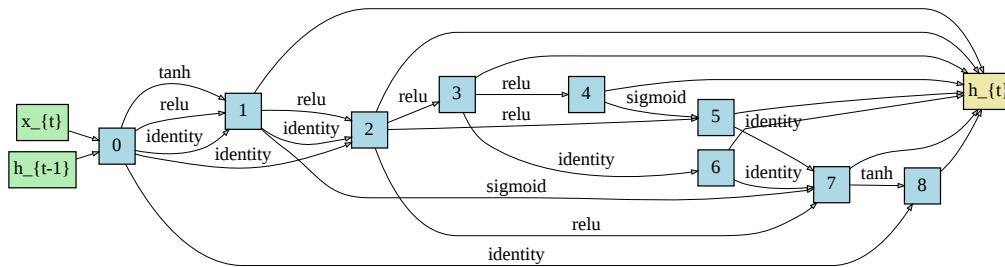 x_{t}
h_{t-1}
0
tanh
relu
identity
identity
identity
1
relu
identity
sigmoid
2
relu
relu
relu
3
relu
identity
4
sigmoid
5
identity
6
identity
7
tanh
8
h_{t}